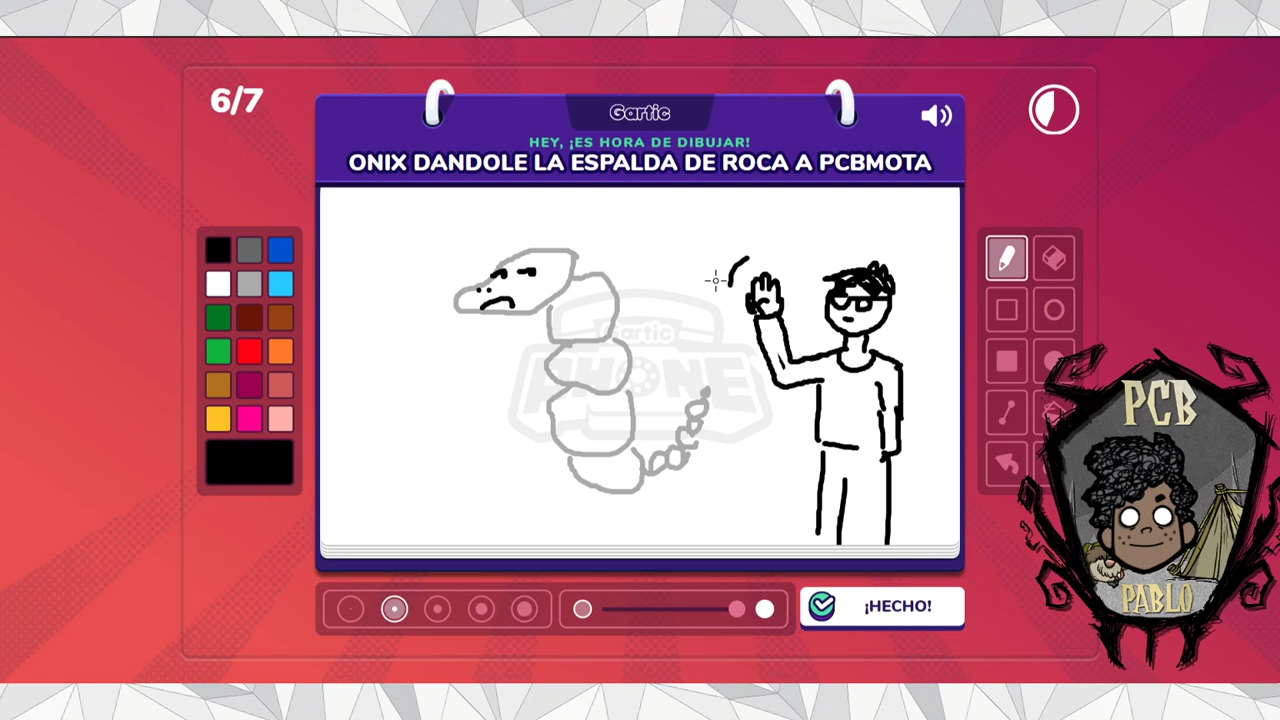 6/7
Gartic
HEY, ¡ES HORA DE DIBUJAR!
ONIX DANDOLE LA ESPALDA DE ROCA A PCBMOTA
Gartic
PHONE
PCB
PABLO
¡HECHO!